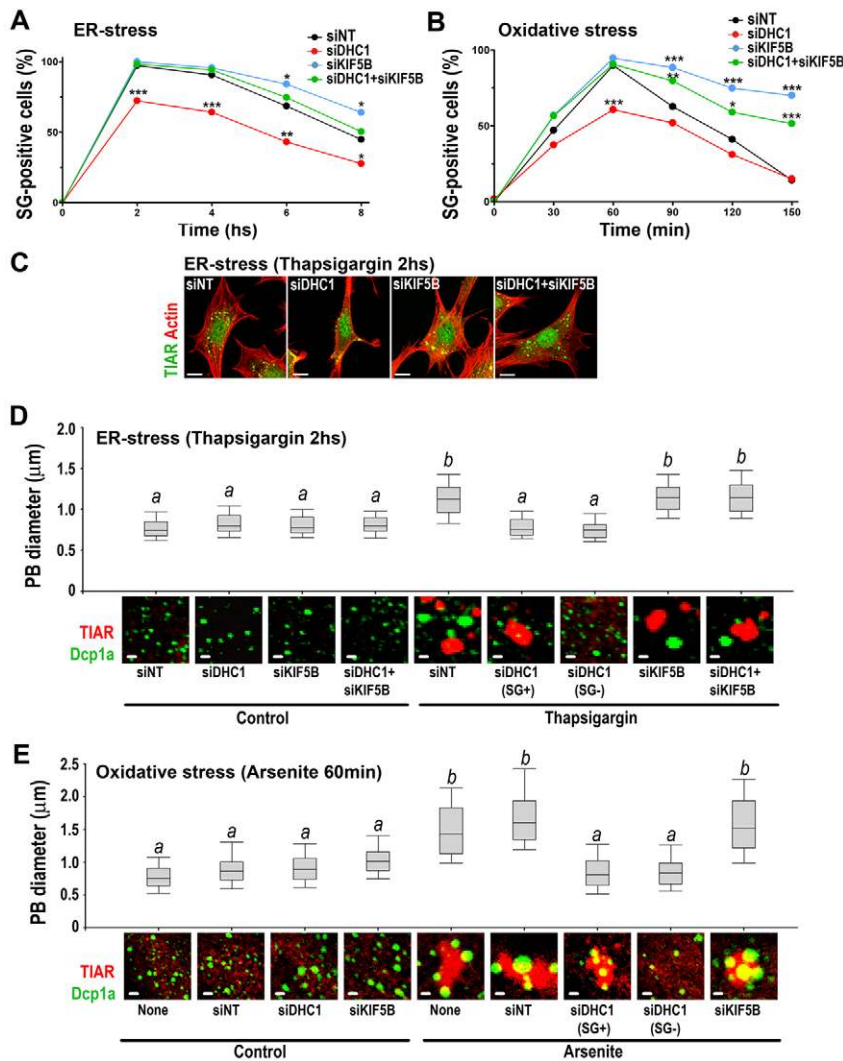 A
ER-stress
siNT
siDHC1
siKIF5B
siDHC1+siKIF5B
SG-positive cells (%)
100
50
0
*** *** * ** * *
0 2 4 6 8
Time (hs)
B
Oxidative stress
siNT
siDHC1
siKIF5B
siDHC1+siKIF5B
SG-positive cells (%)
100
50
0
*** *** ** *** * *** ***
0 30 60 90 120 150
Time (min)
C
ER-stress (Thapsigargin 2hs)
TIAR Actin
siNT siDHC1 siKIF5B siDHC1+siKIF5B
D
ER-stress (Thapsigargin 2hs)
PB diameter (μm)
2.0
1.5
1.0
0.5
0
a a a a b a a b b
TIAR
Dcp1a
siNT siDHC1 siKIF5B siDHC1+ siKIF5B siNT siDHC1 (SG+) siDHC1 (SG-) siKIF5B siDHC1+ siKIF5B
Control Thapsigargin
E
Oxidative stress (Arsenite 60min)
PB diameter (μm)
2.5
2.0
1.5
1.0
0.5
0
a a a a b b a a b
TIAR
Dcp1a
None siNT siDHC1 siKIF5B None siNT siDHC1 (SG+) siDHC1 (SG-) siKIF5B
Control Arsenite